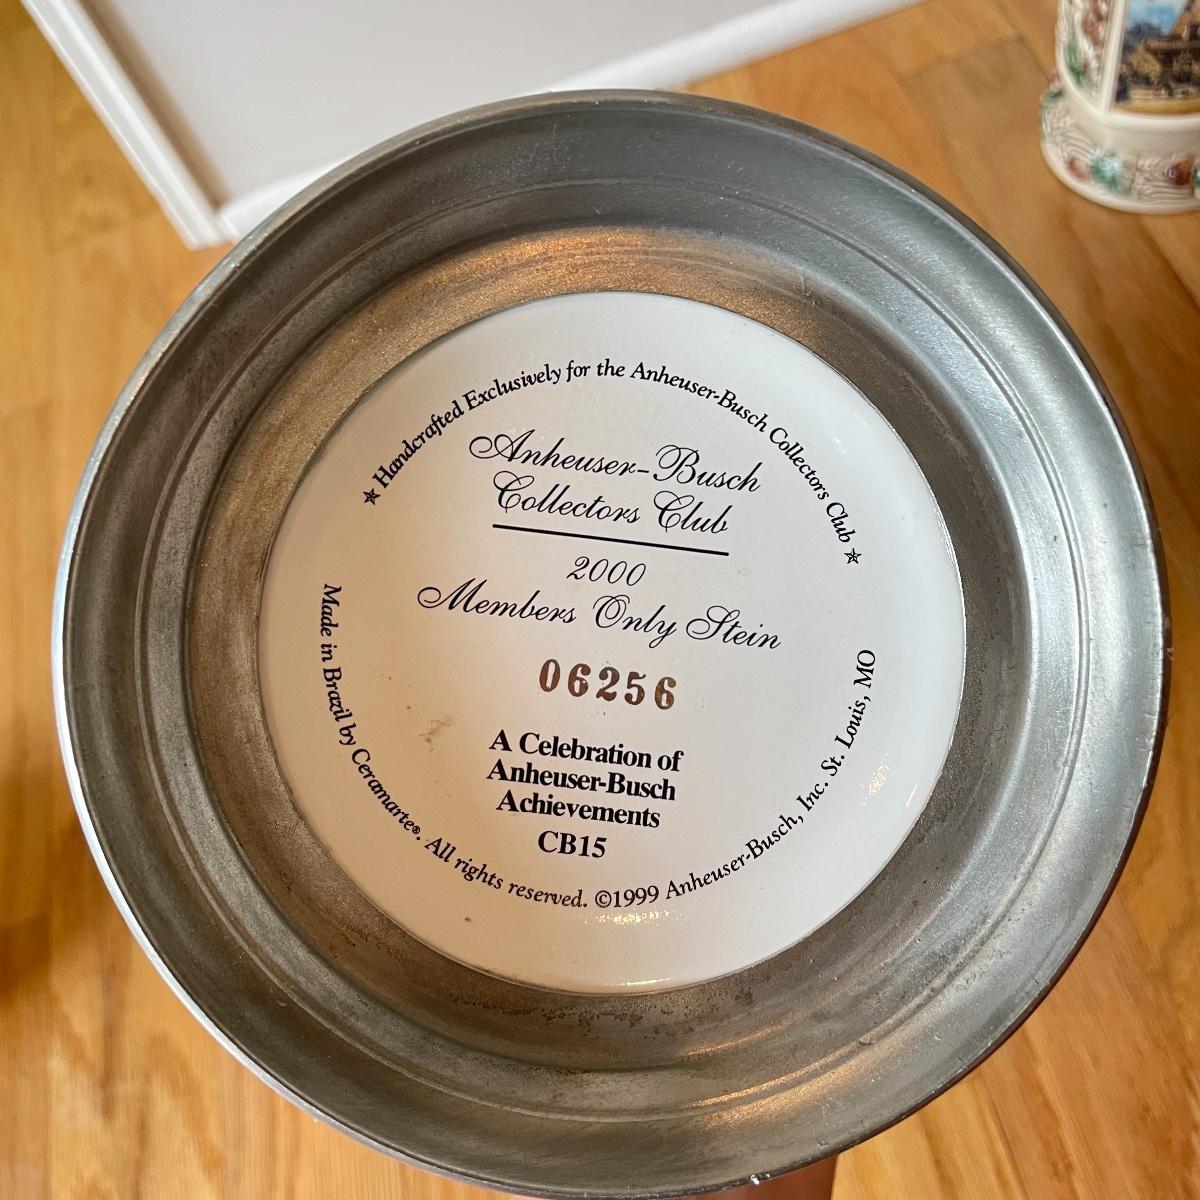 ★ Handcrafted Exclusively for the Anheuser-Busch Collectors Club ★
Anheuser-Busch
Collectors Club
2000
Members Only Stein
06256
A Celebration of
Anheuser-Busch
Achievements
CB15
Made in Brazil by Ceramarte®. All rights reserved. ©1999 Anheuser-Busch, Inc. St. Louis, MO